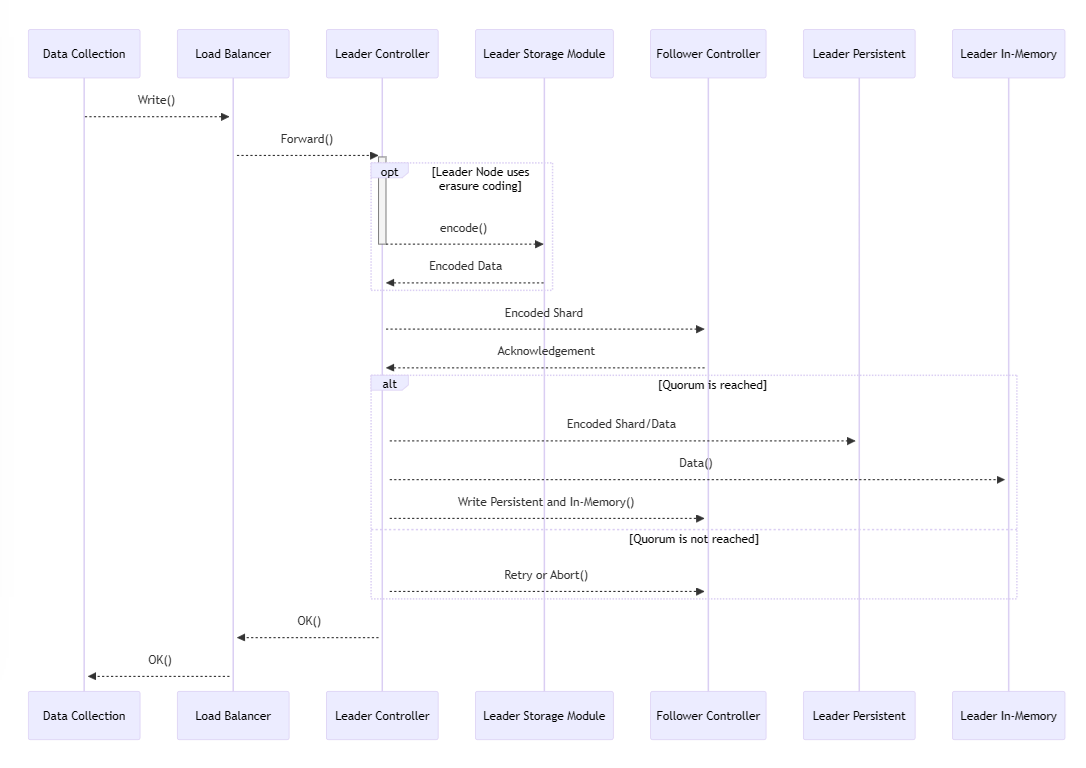 Data Collection
Load Balancer
Leader Controller
Leader Storage Module
Follower Controller
Leader Persistent
Leader In-Memory
Write()
Forward()
opt
[Leader Node uses
erasure coding]
encode()
Encoded Data
Encoded Shard
Acknowledgement
alt
[Quorum is reached]
Encoded Shard/Data
Data()
Write Persistent and In-Memory()
[Quorum is not reached]
Retry or Abort()
OK()
OK()
Data Collection
Load Balancer
Leader Controller
Leader Storage Module
Follower Controller
Leader Persistent
Leader In-Memory